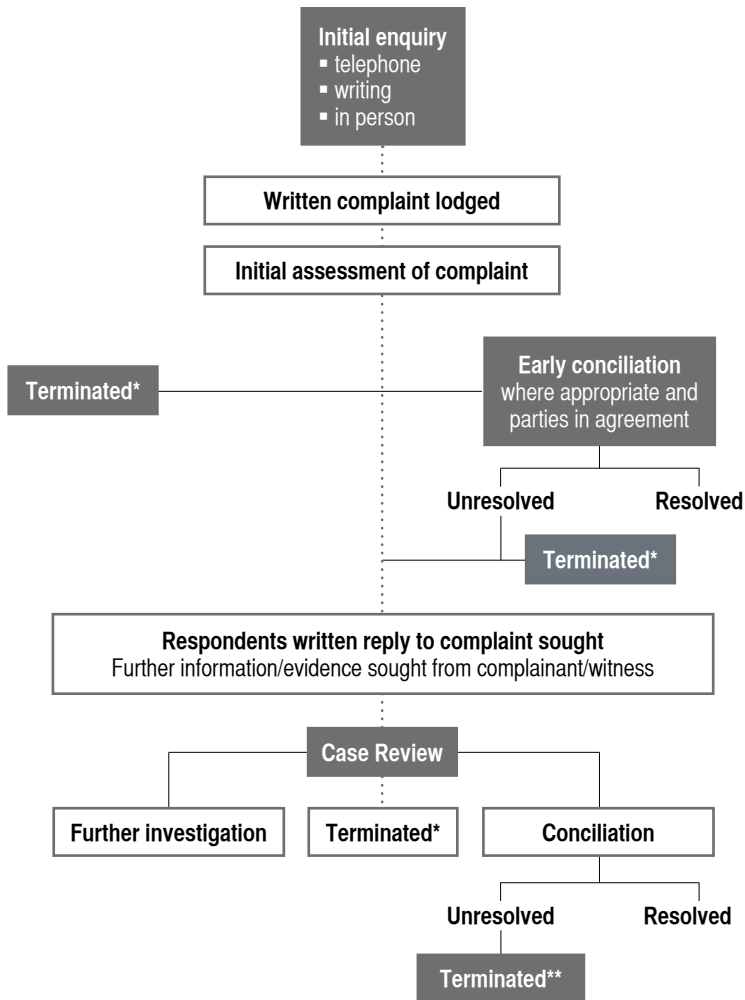 Initial enquiry
▪ telephone
▪ writing
▪ in person
Written complaint lodged
Initial assessment of complaint
Terminated*
Early conciliation
where appropriate and
parties in agreement
Unresolved
Resolved
Terminated*
Respondents written reply to complaint sought
Further information/evidence sought from complainant/witness
Case Review
Further investigation
Terminated*
Conciliation
Unresolved
Resolved
Terminated**